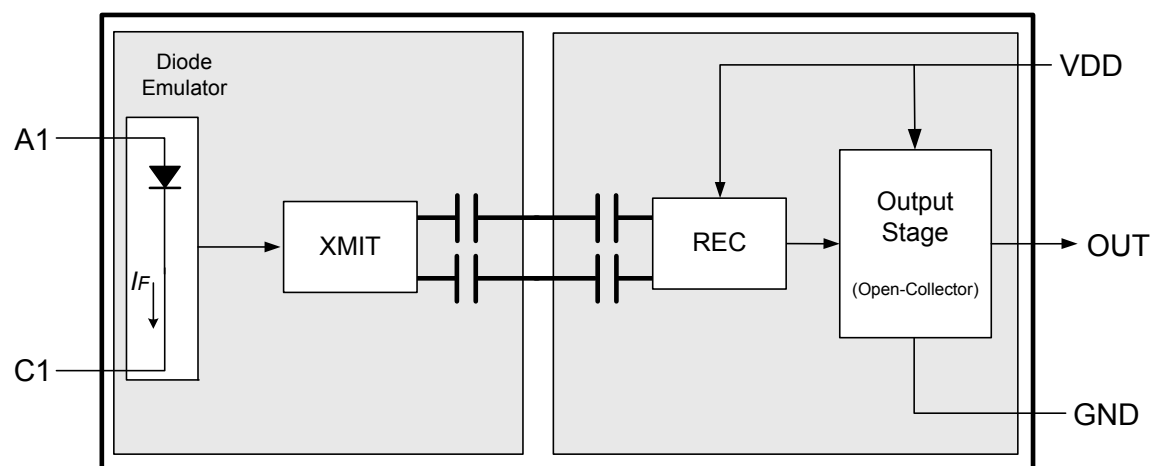 Diode
Emulator
A1
IF
C1
XMIT
REC
VDD
Output
Stage
(Open-Collector)
OUT
GND